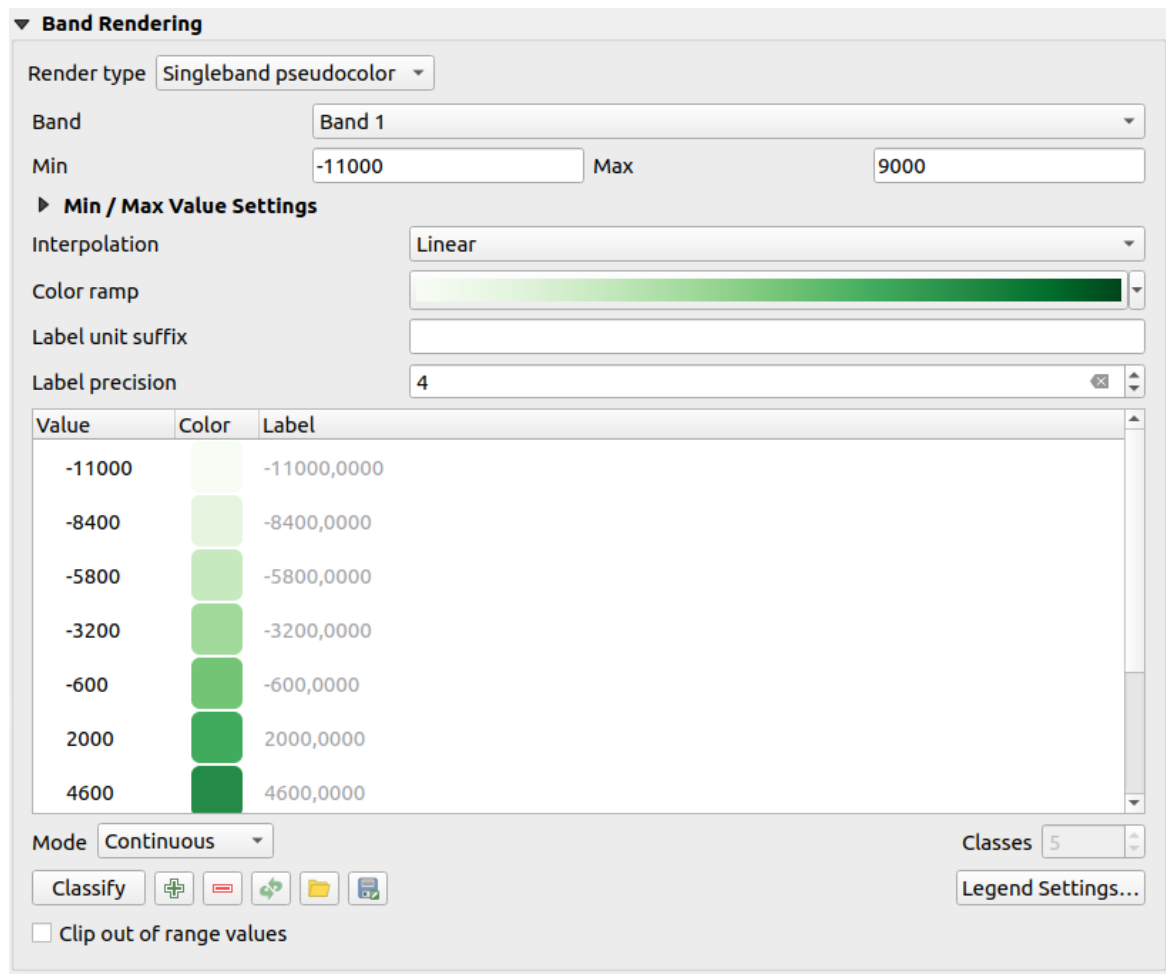 Band Rendering
Render type Singleband pseudocolor
Band Band 1
Min -11000 Max 9000
Min / Max Value Settings
Interpolation Linear
Color ramp
Label unit suffix
Label precision 4
Value Color Label
-11000 -11000,0000
-8400 -8400,0000
-5800 -5800,0000
-3200 -3200,0000
-600 -600,0000
2000 2000,0000
4600 4600,0000
Mode Continuous Classes 5
Classify Legend Settings...
Clip out of range values